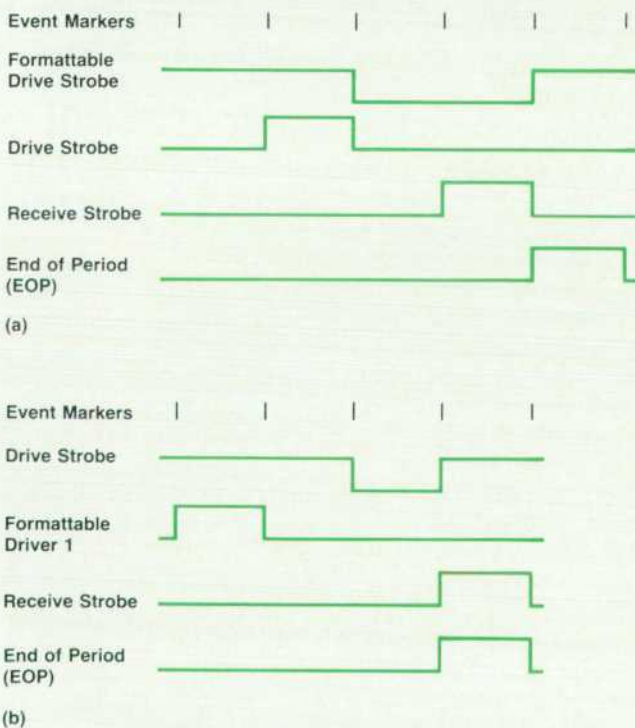 Event Markers
Formattable
Drive Strobe
Drive Strobe
Receive Strobe
End of Period
(EOP)
(a)
Event Markers
Drive Strobe
Formattable
Driver 1
Receive Strobe
End of Period
(EOP)
(b)